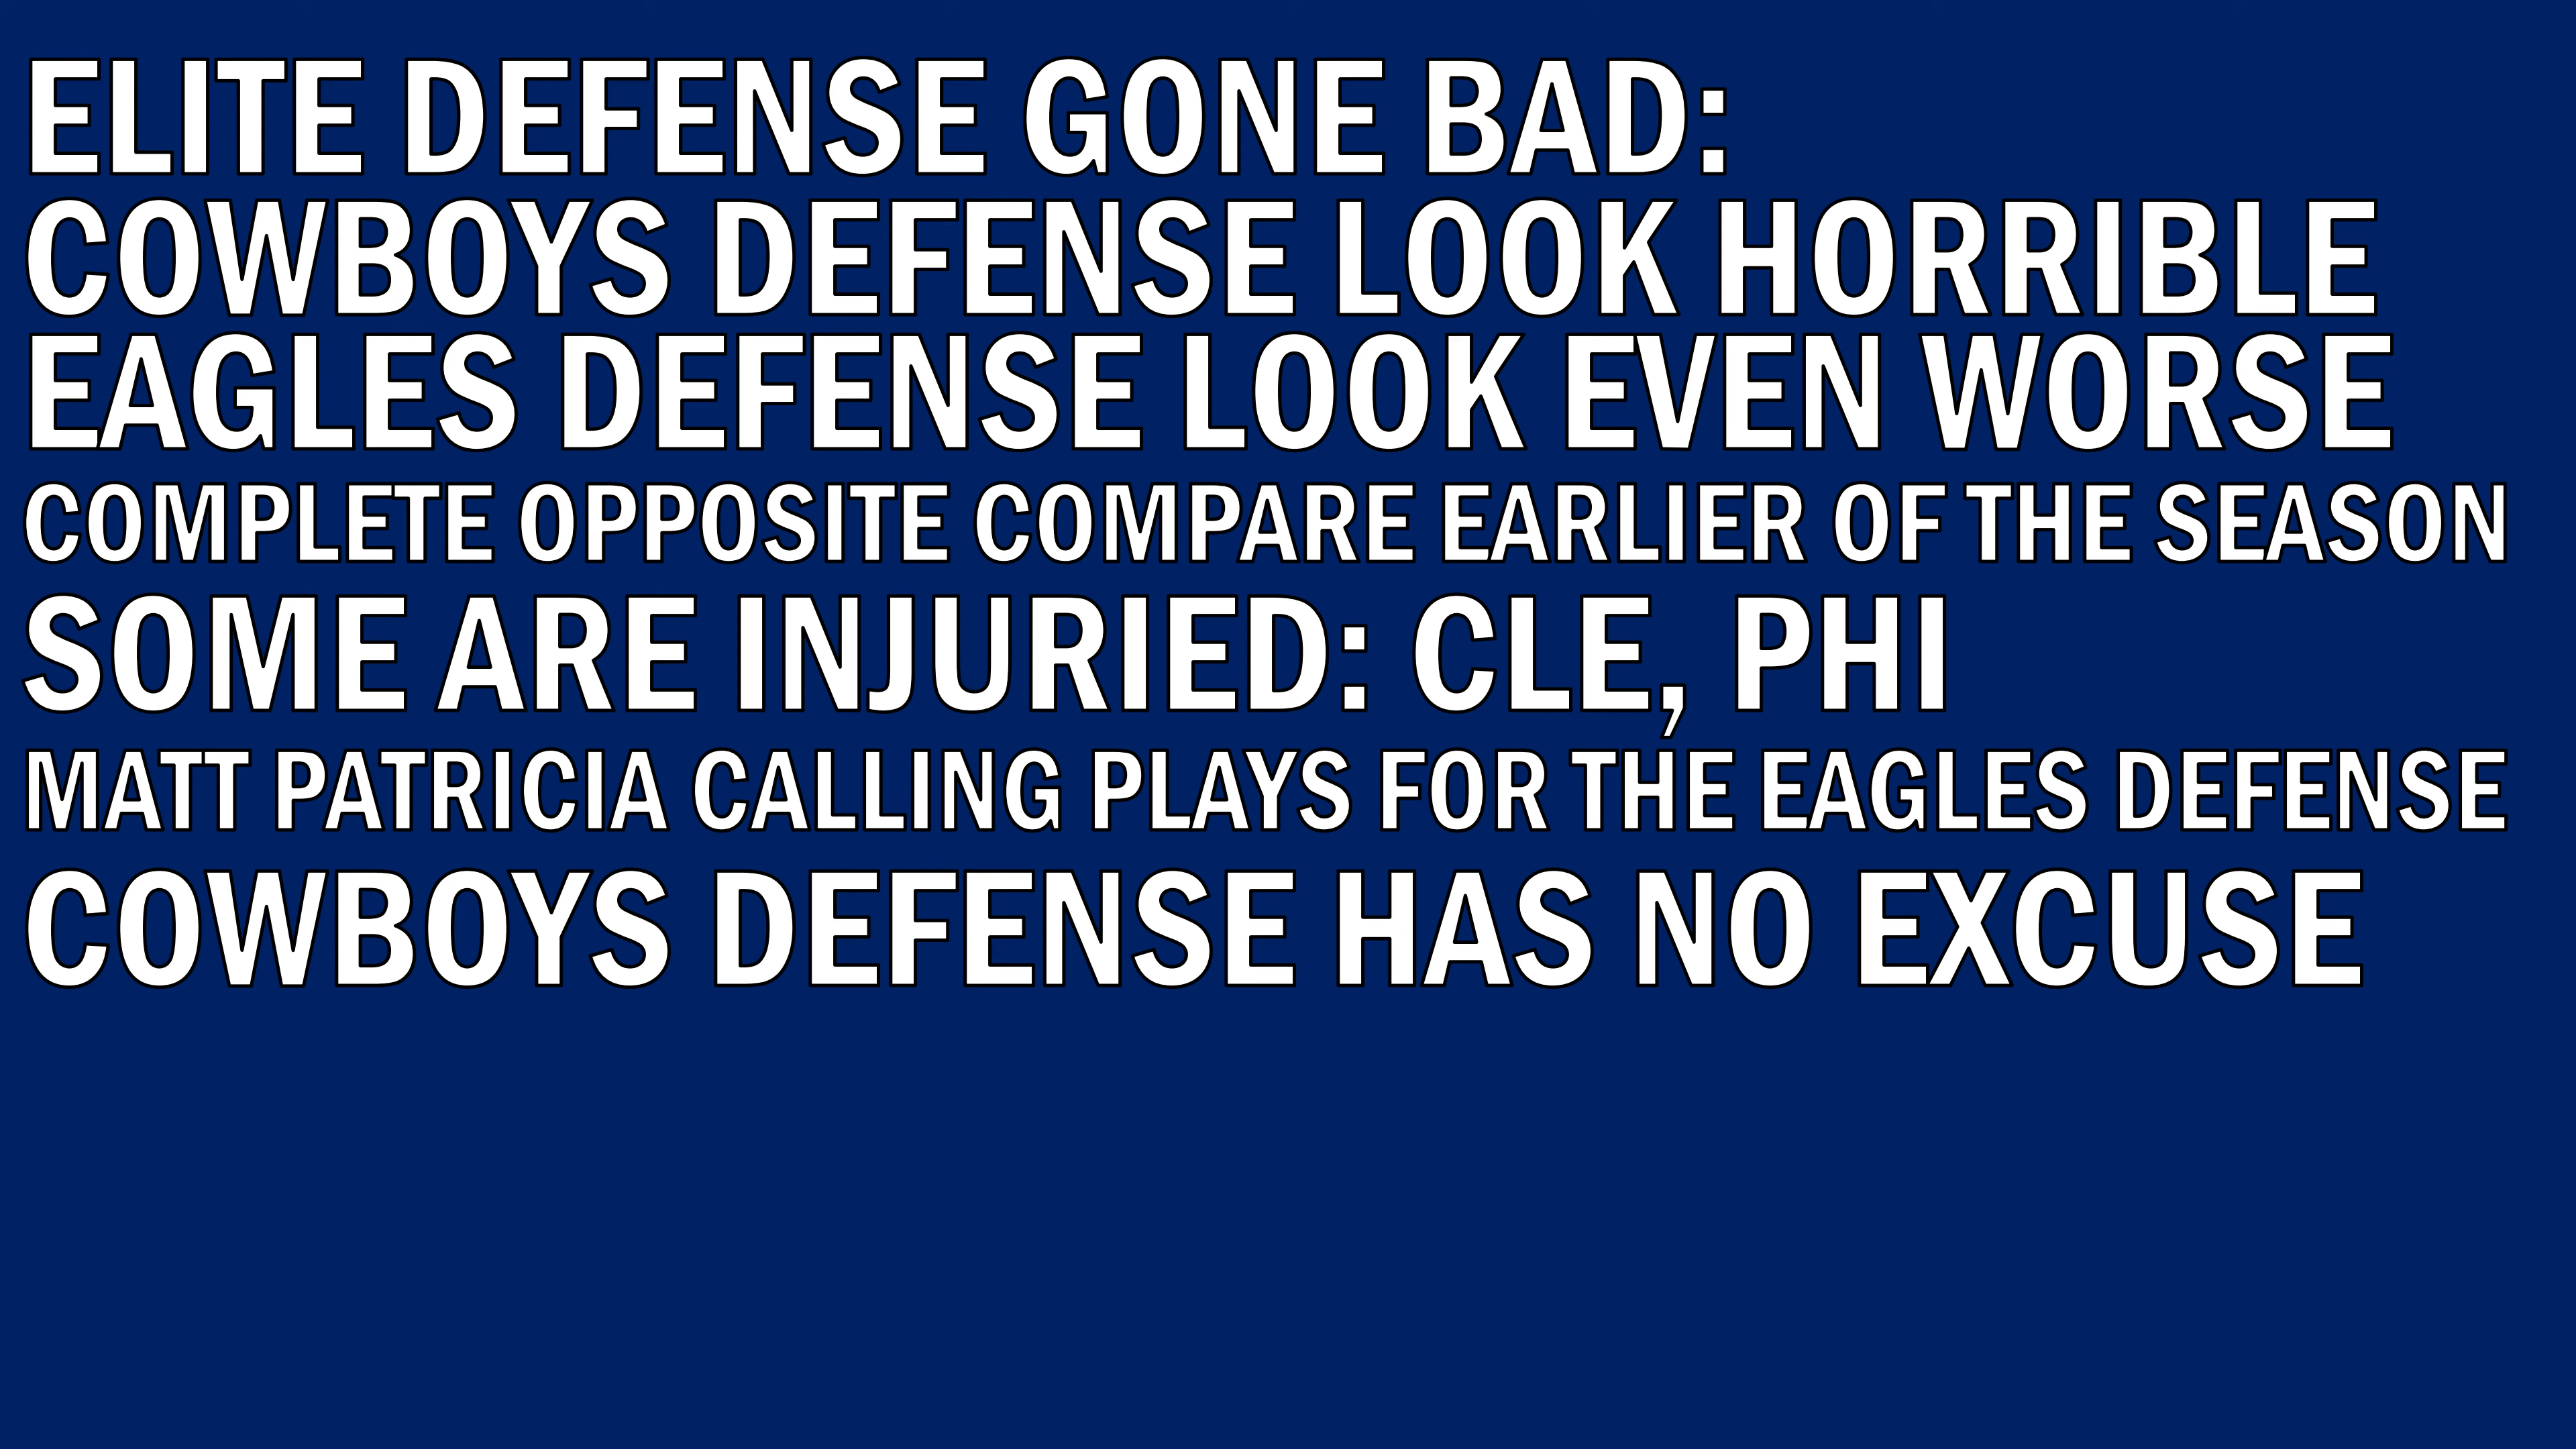 ELITE DEFENSE GONE BAD:
COWBOYS DEFENSE LOOK HORRIBLE
EAGLES DEFENSE LOOK EVEN WORSE
COMPLETE OPPOSITE COMPARE EARLIER OF THE SEASON
SOME ARE INJURIED: CLE, PHI
MATT PATRICIA CALLING PLAYS FOR THE EAGLES DEFENSE
COWBOYS DEFENSE HAS NO EXCUSE